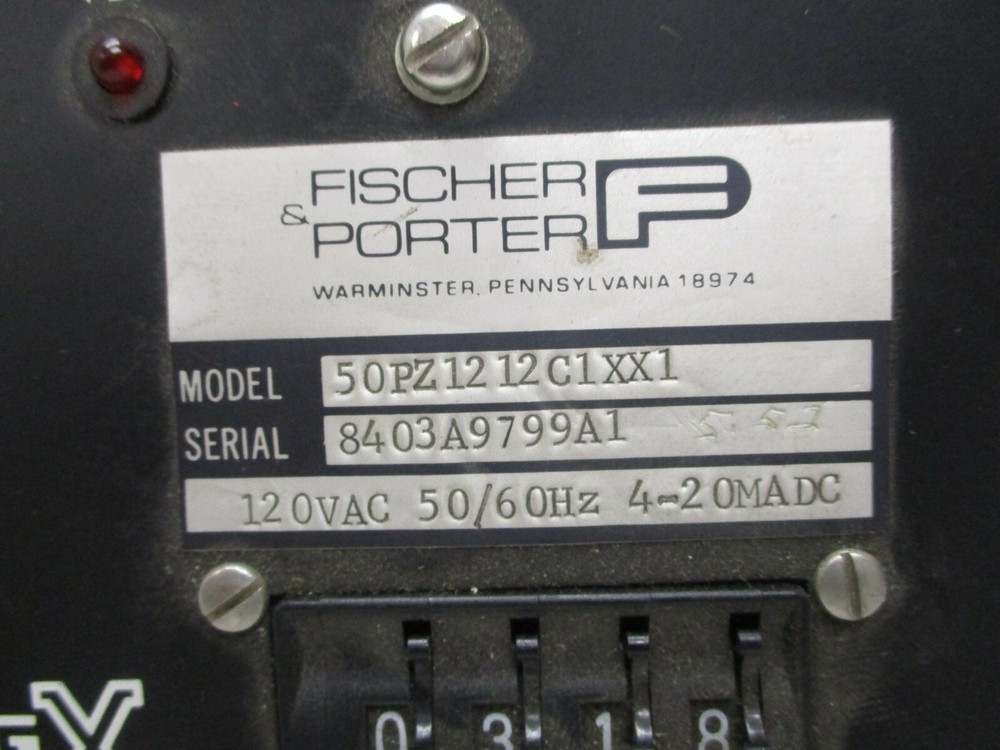 FISCHER
& PORTER
WARMINSTER, PENNSYLVANIA 18974
MODEL 50PZ1212C1XX1
SERIAL 8403A9799A1
120VAC 50/60Hz 4-20MADC
0 3 1 8